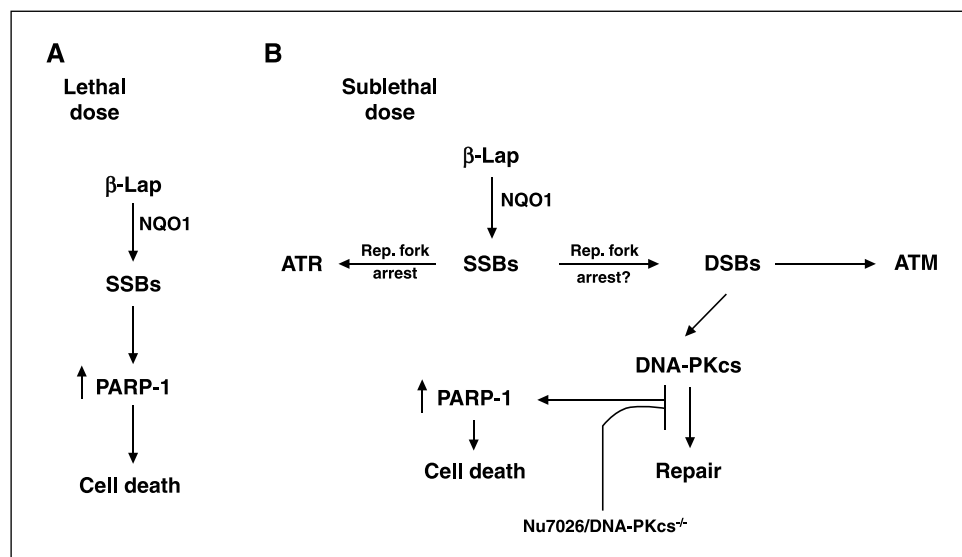 A
Lethal
dose
β-Lap
NQO1
SSBs
PARP-1
Cell death
B
Sublethal
dose
β-Lap
NQO1
ATR
Rep. fork
arrest
SSBs
Rep. fork
arrest?
DSBs
ATM
DNA-PKcs
PARP-1
Cell death
Repair
Nu7026/DNA-PKcs-/-